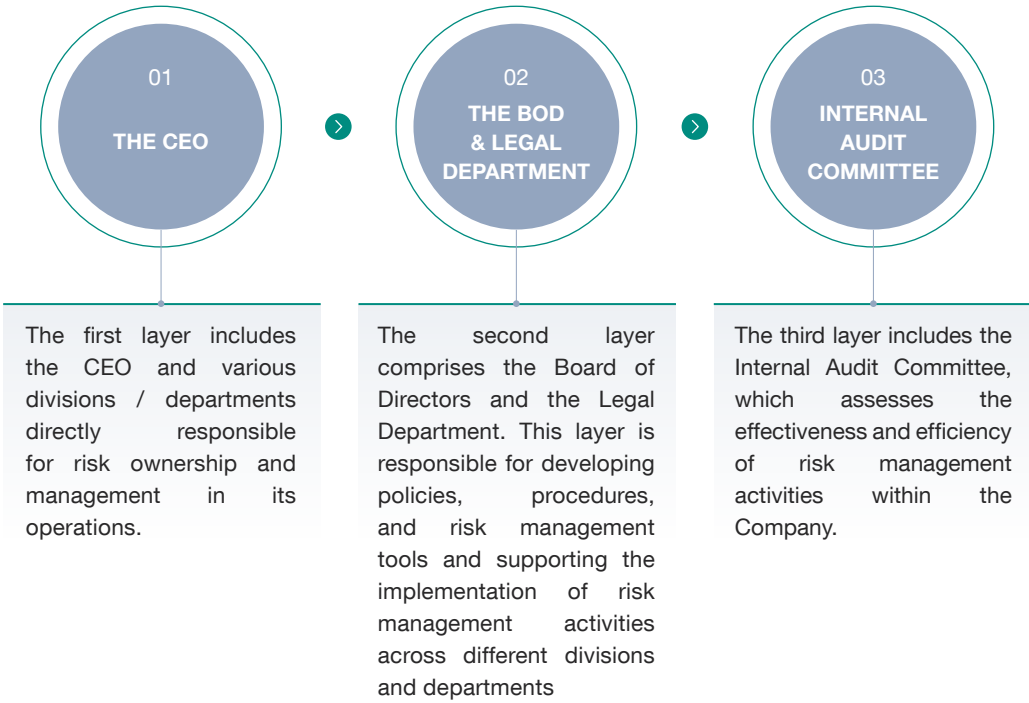 01
THE CEO
02
THE BOD
& LEGAL
DEPARTMENT
03
INTERNAL
AUDIT
COMMITTEE
The first layer includes
the CEO and various
divisions / departments
directly responsible
for risk ownership and
management in its
operations.
The second layer
comprises the Board of
Directors and the Legal
Department. This layer is
responsible for developing
policies, procedures,
and risk management
tools and supporting the
implementation of risk
management activities
across different divisions
and departments
The third layer includes the
Internal Audit Committee,
which assesses the
effectiveness and efficiency
of risk management
activities within the
Company.